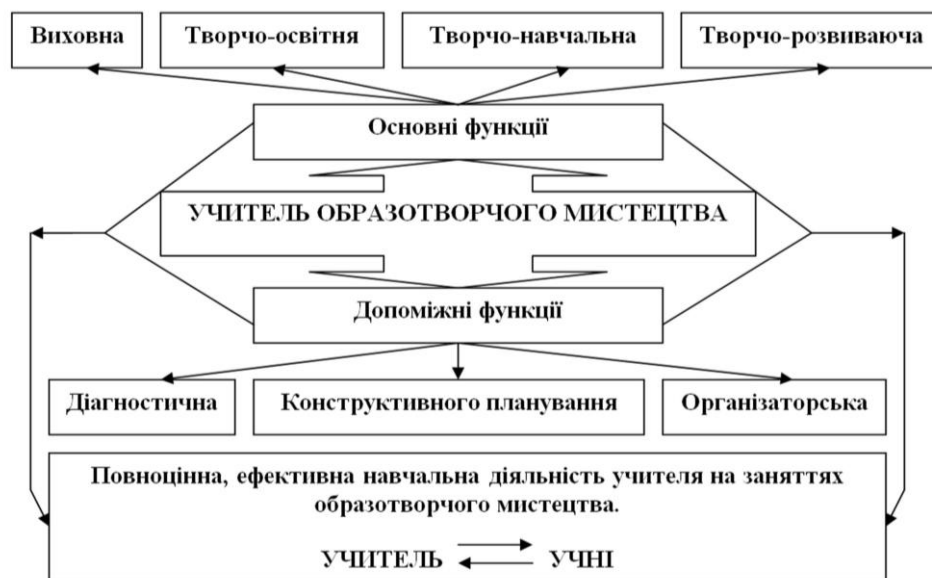 Виховна
Творчо-освітня
Творчо-навчальна
Творчо-розвиваюча
Основні функції
УЧИТЕЛЬ ОБРАЗОТВОРЧОГО МИСТЕЦТВА
Допоміжні функції
Діагностична
Конструктивного планування
Організаторська
Повноцінна, ефективна навчальна діяльність учителя на заняттях
образотворчого мистецтва.
УЧИТЕЛЬ УЧНІ